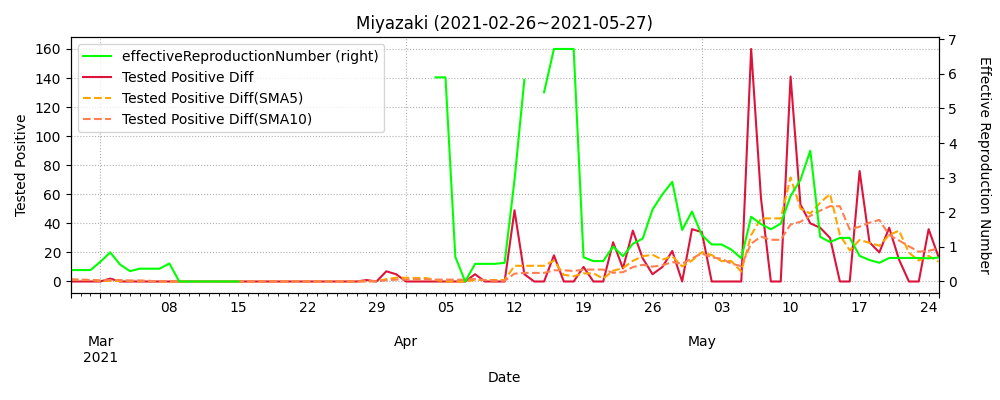 Miyazaki (2021-02-26~2021-05-27)
effectiveReproductionNumber (right)
Tested Positive Diff
Tested Positive Diff(SMA5)
Tested Positive Diff(SMA10)
Tested Positive
160
140
120
100
80
60
40
20
0
7
6
5
4
3
2
1
0
Effective Reproduction Number
08 15 22 29 05 12 19 26 03 10 17 24
Mar Apr May
2021
Date